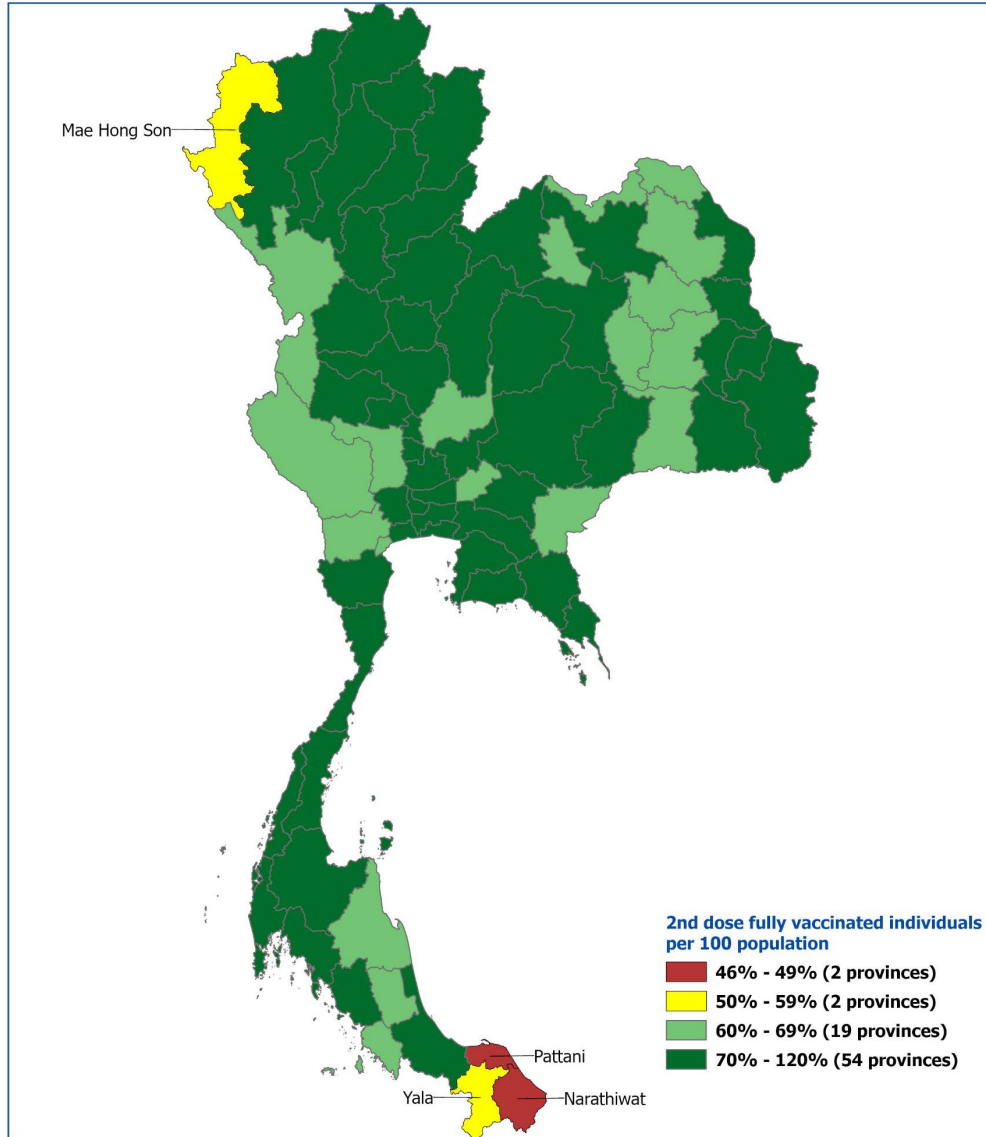 Mae Hong Son
2nd dose fully vaccinated individuals
per 100 population
46% - 49% (2 provinces)
50% - 59% (2 provinces)
60% - 69% (19 provinces)
70% - 120% (54 provinces)
Pattani
Yala
Narathiwat